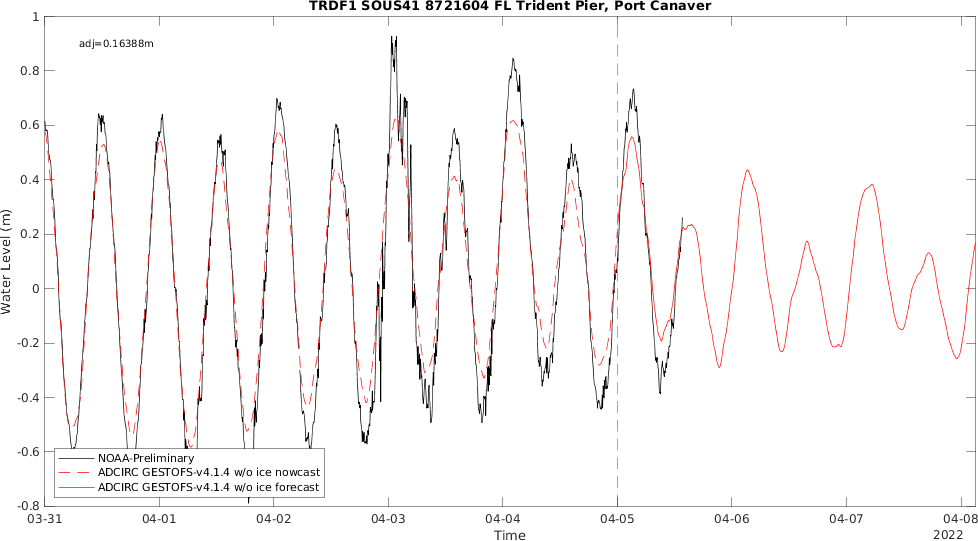 TRDF1 SOUS41 8721604 FL Trident Pier, Port Canaver
adj=0.16388m
1
0.8
0.6
0.4
0.2
0
-0.2
-0.4
-0.6
-0.8
Water Level (m)
NOAA-Preliminary
ADCIRC GESTOFS-v4.1.4 w/o ice nowcast
ADCIRC GESTOFS-v4.1.4 w/o ice forecast
03-31 04-01 04-02 04-03 04-04 04-05 04-06 04-07 04-08
Time
2022